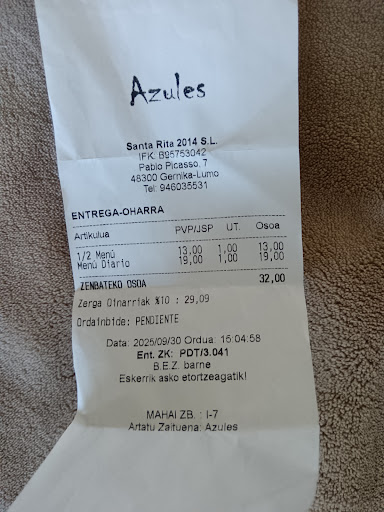 Azules
Santa Rita 2014 S.L.
IFK. B95753042
Pablo Picasso, 7
48300 Gernika-Lumo
Tel: 946035531
ENTREGA-OHARRA
Artikulua PVP/JSP UT. Osoa
1/2 Menú 13,00 1,00 13,00
Menú Diario 19,00 1,00 19,00
ZENBATEKO OSOA 32,00
Zerga Oinarriak %10 : 29,09
Ordainbide: PENDIENTE
Data: 2025/09/30 Ordua: 15:04:58
Ent. ZK: PDT/3.041
B.E.Z. barne
Eskerrik asko etortzeagatik!
MAHAI ZB. : I-7
Artatu Zaituena: Azules